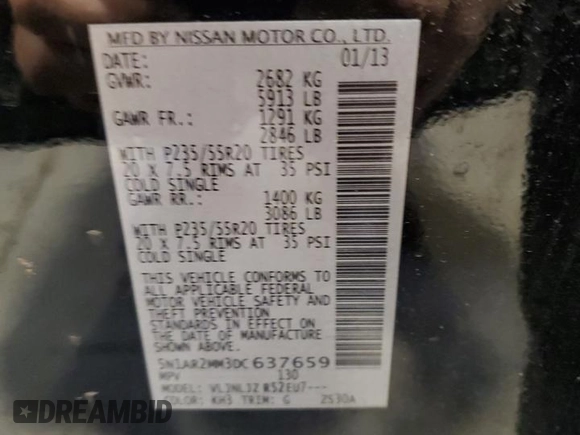 MFD BY NISSAN MOTOR CO., LTD.
DATE: 01/13
GVWR: 2682 KG
5913 LB
GAWR FR.: 1291 KG
2846 LB
WITH P235/55R20 TIRES
20 X 7.5 RIMS AT 35 PSI
COLD SINGLE
GAWR RR.: 1400 KG
3086 LB
WITH P235/55R20 TIRES
20 X 7.5 RIMS AT 35 PSI
COLD SINGLE
THIS VEHICLE CONFORMS TO
ALL APPLICABLE FEDERAL
MOTOR VEHICLE SAFETY AND
THEFT PREVENTION
STANDARDS IN EFFECT ON
THE DATE OF MANUFACTURE
SHOWN ABOVE.
5N1AR2MM3DC637659
MPV 130
MODEL: VLJNLJZ R52EU7---
COLOR: KH3 TRIM: G 2530A
DREAMBID